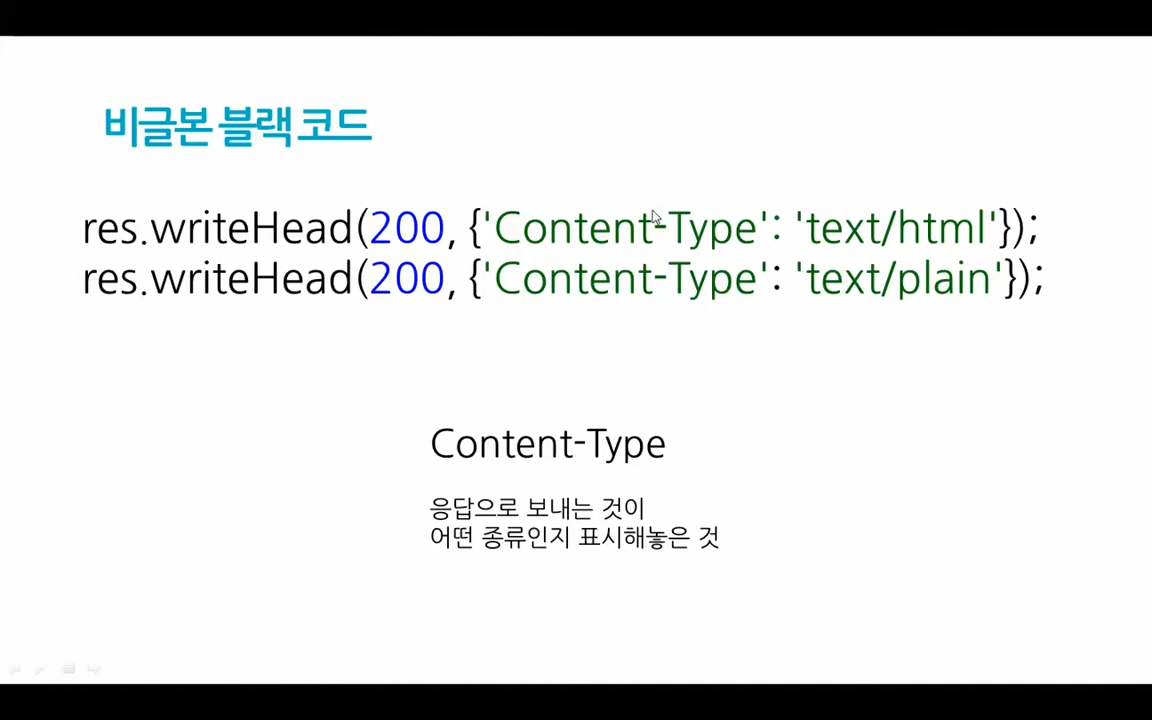 비글본 블랙 코드
res.writeHead(200, {'Content-Type': 'text/html'});
res.writeHead(200, {'Content-Type': 'text/plain'});
Content-Type
응답으로 보내는 것이
어떤 종류인지 표시해놓은 것